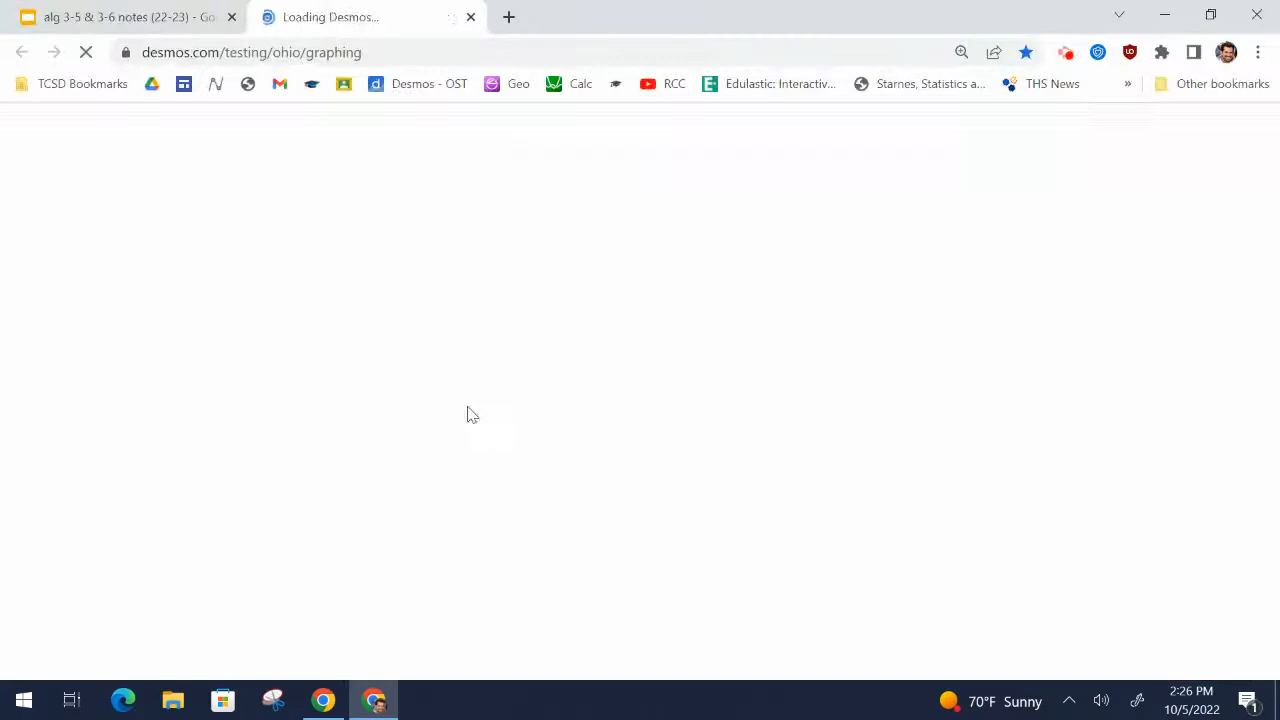 alg 3-5 & 3-6 notes (22-23) - Go
Loading Desmos...
desmos.com/testing/ohio/graphing
TCSD Bookmarks
Desmos - OST
Geo
Calc
RCC
Edulastic: Interactiv...
Starnes, Statistics a...
THS News
»
Other bookmarks
70°F Sunny
2:26 PM
10/5/2022
1